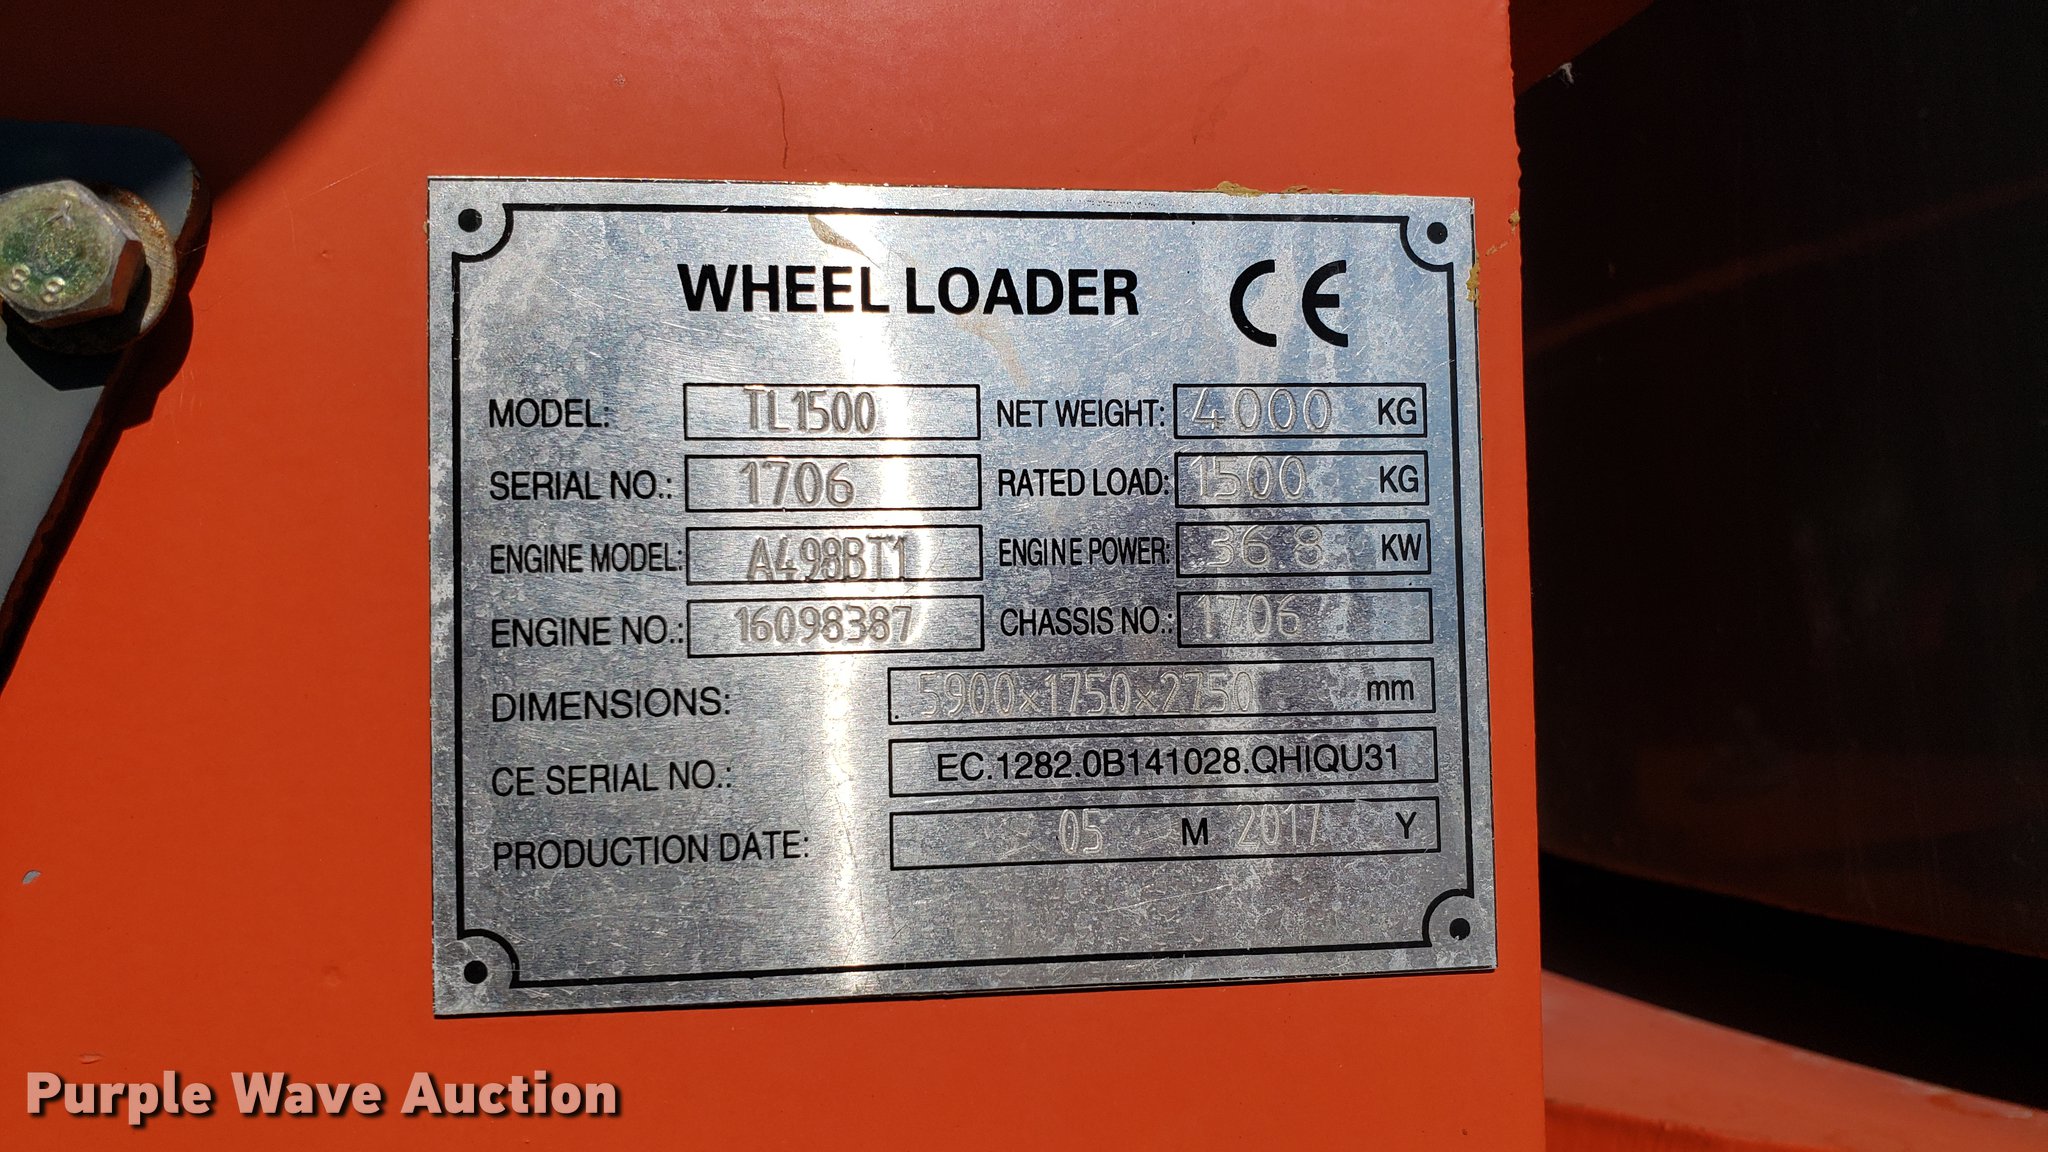 WHEEL LOADER CE
MODEL: TL1500 NET WEIGHT: 4000 KG
SERIAL NO.: 1706 RATED LOAD: 1500 KG
ENGINE MODEL: A498BT1 ENGINE POWER: 36.8 KW
ENGINE NO.: 16098387 CHASSIS NO.: 1706
DIMENSIONS: 5900×1750×2750 mm
CE SERIAL NO.: EC.1282.0B141028.QHIQU31
PRODUCTION DATE: 05 M 2017 Y
8 8
Purple Wave Auction